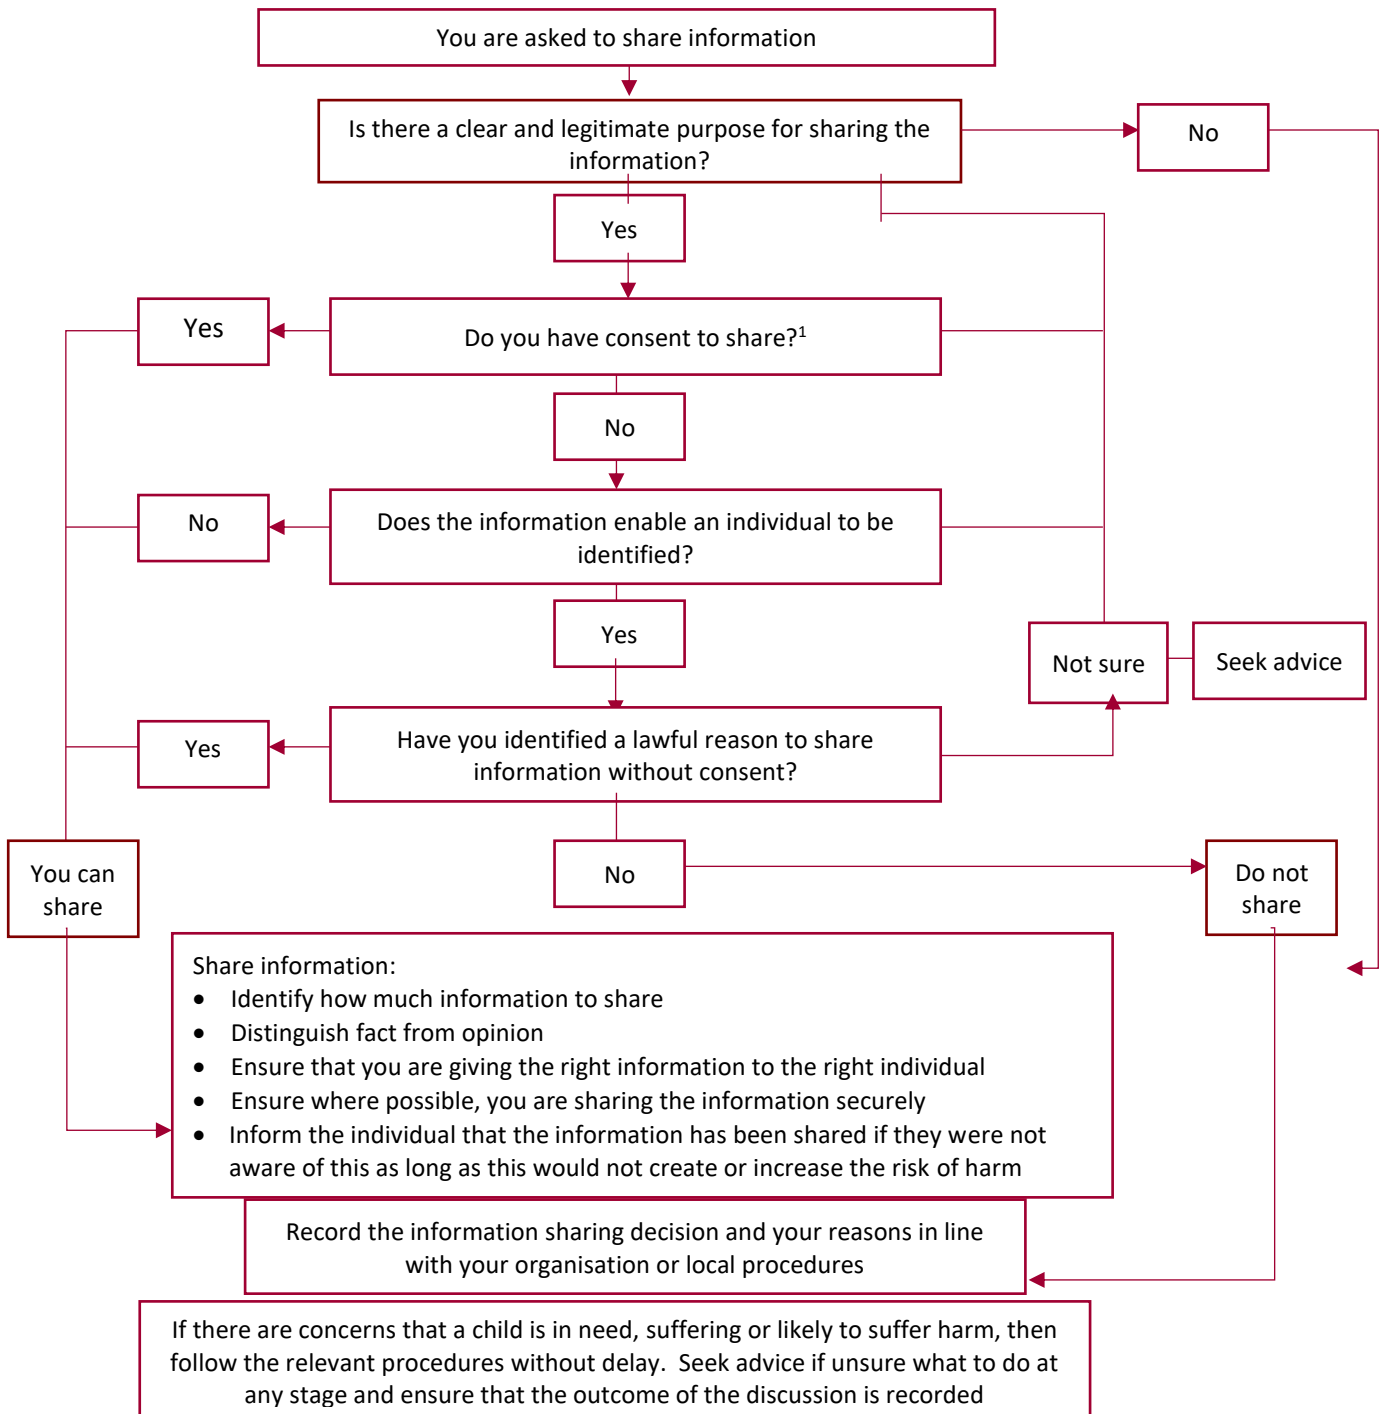 You are asked to share information
Is there a clear and legitimate purpose for sharing the
information?
No
Yes
Yes
Do you have consent to share?¹
No
No
Does the information enable an individual to be
identified?
Yes
Not sure
Seek advice
Yes
Have you identified a lawful reason to share
information without consent?
You can
share
No
Do not
share
Share information:
• Identify how much information to share
• Distinguish fact from opinion
• Ensure that you are giving the right information to the right individual
• Ensure where possible, you are sharing the information securely
• Inform the individual that the information has been shared if they were not
aware of this as long as this would not create or increase the risk of harm
Record the information sharing decision and your reasons in line
with your organisation or local procedures
If there are concerns that a child is in need, suffering or likely to suffer harm, then
follow the relevant procedures without delay.  Seek advice if unsure what to do at
any stage and ensure that the outcome of the discussion is recorded